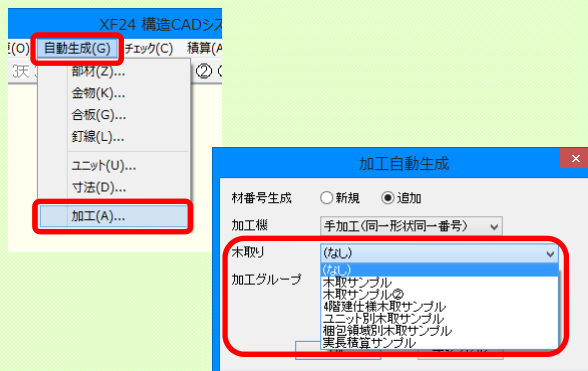 XF24 構造CADシス
(O) 自動生成(G) チェック(C) 積算(A
部材(Z)...
金物(K)...
合板(G)...
釘線(L)...
ユニット(U)...
寸法(D)...
加工(A)...
加工自動生成
材番号生成 新規 追加
加工機 手加工(同一形状同一番号)
木取り (なし)
(なし)
加工グループ 木取サンプル
木取サンプル②
4階建仕様木取サンプル
ユニット別木取サンプル
梱包領域別木取サンプル
実長積算サンプル